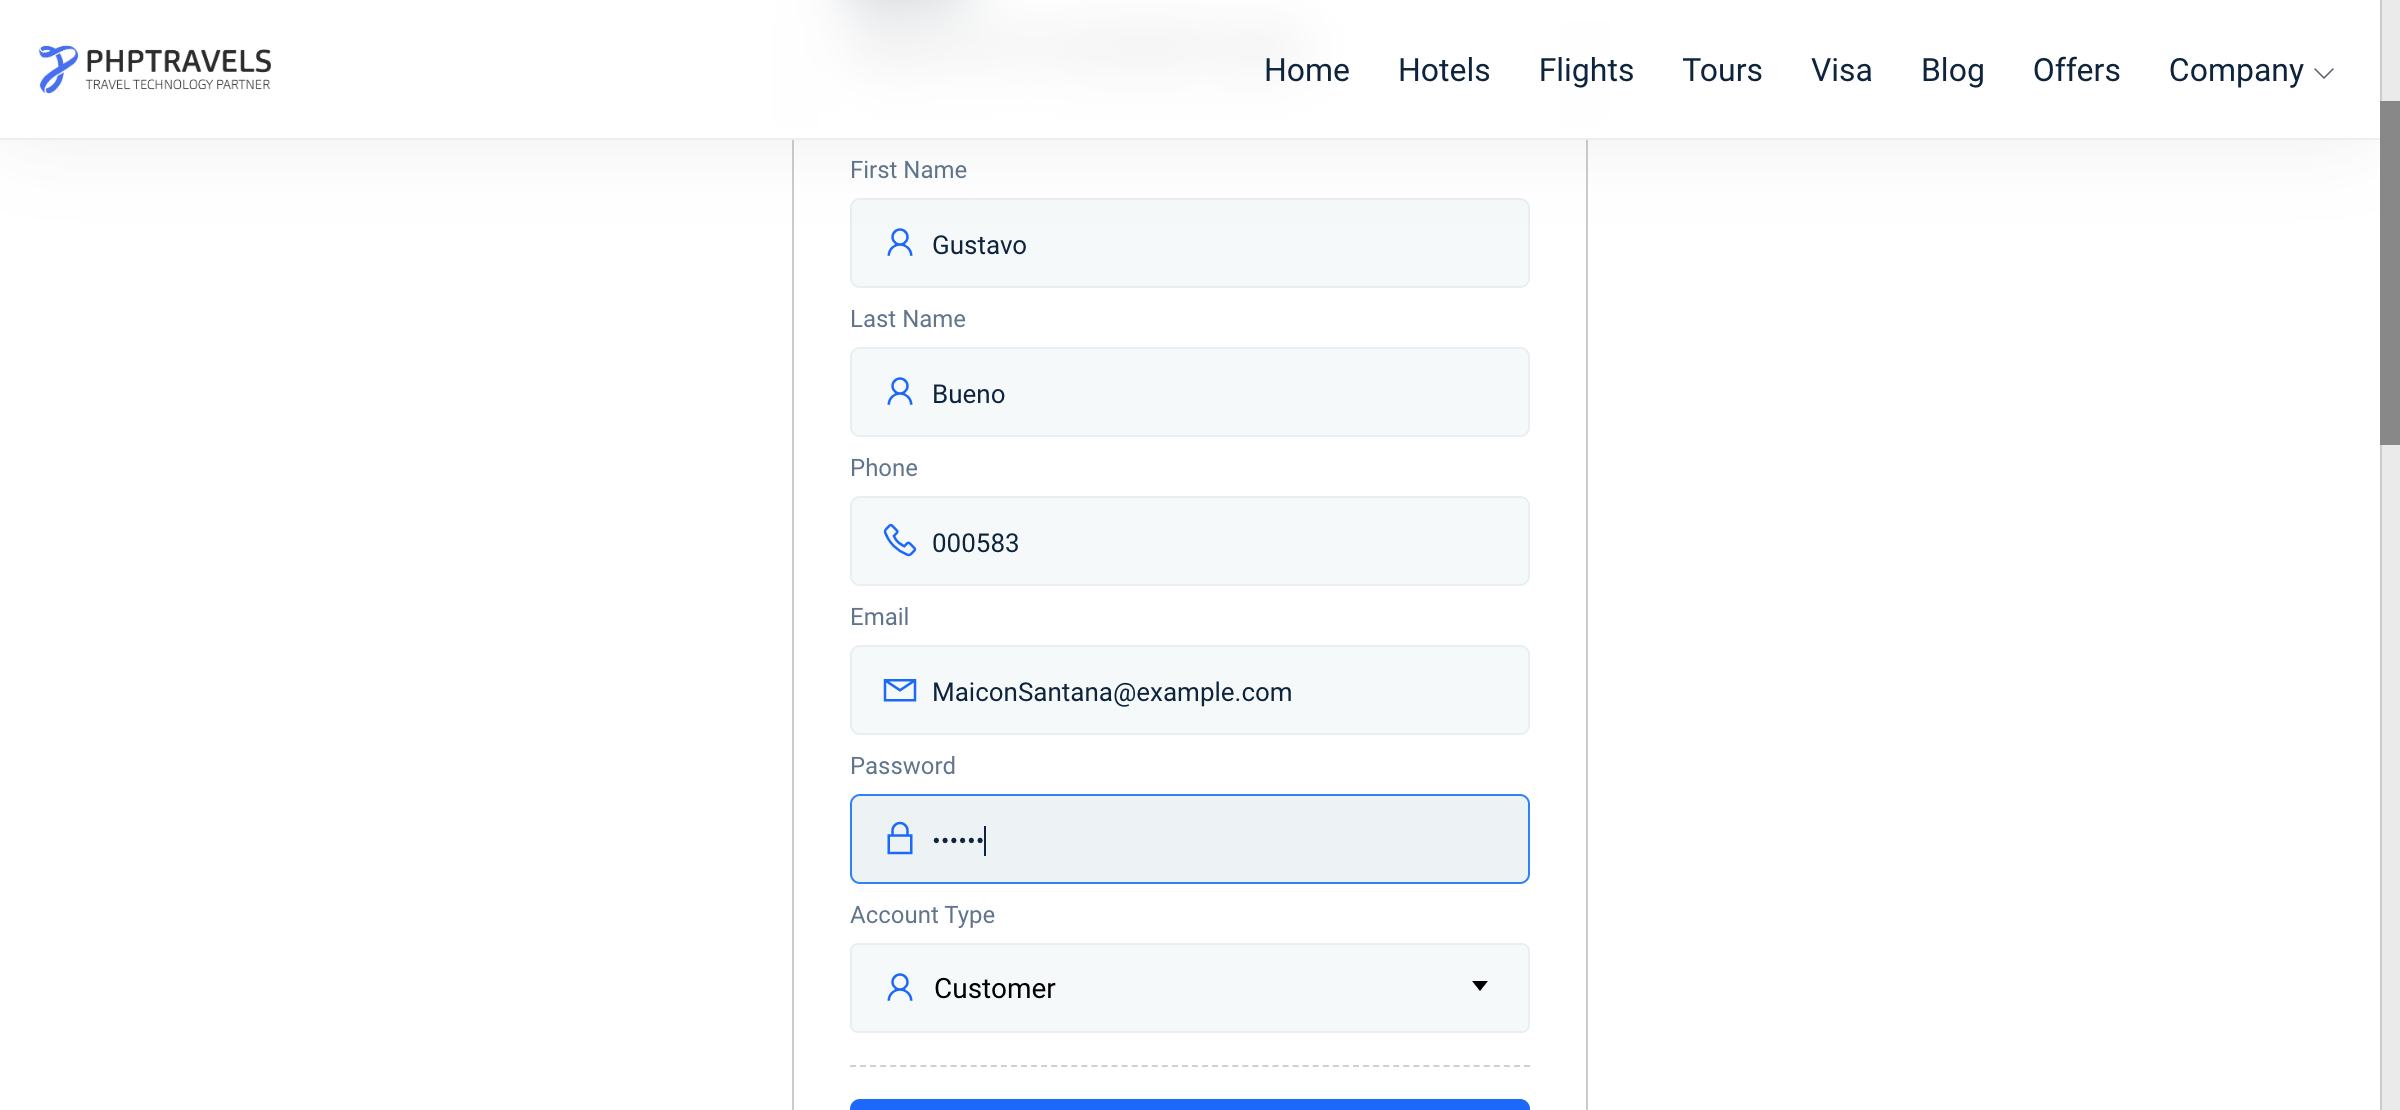 PHPTRAVELS
TRAVEL TECHNOLOGY PARTNER
Home Hotels Flights Tours Visa Blog Offers Company
First Name
Gustavo
Last Name
Bueno
Phone
000583
Email
MaiconSantana@example.com
Password
••••••
Account Type
Customer